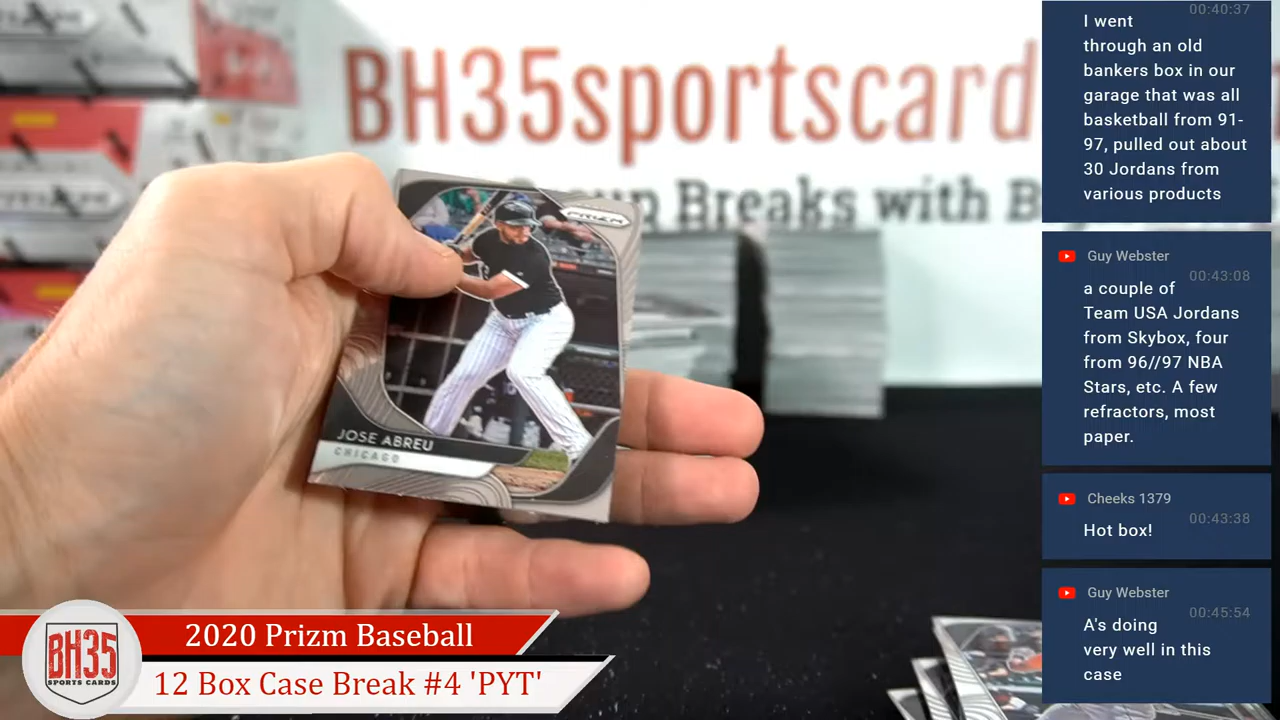 BH35sportscard
up Breaks with B
PRIZM
JOSE ABREU
CHICAGO
00:40:37
I went
through an old
bankers box in our
garage that was all
basketball from 91-
97, pulled out about
30 Jordans from
various products
Guy Webster
00:43:08
a couple of
Team USA Jordans
from Skybox, four
from 96//97 NBA
Stars, etc. A few
refractors, most
paper.
Cheeks 1379
00:43:38
Hot box!
Guy Webster
00:45:54
A's doing
very well in this
case
BH35
SPORTS CARDS
2020 Prizm Baseball
12 Box Case Break #4 'PYT'